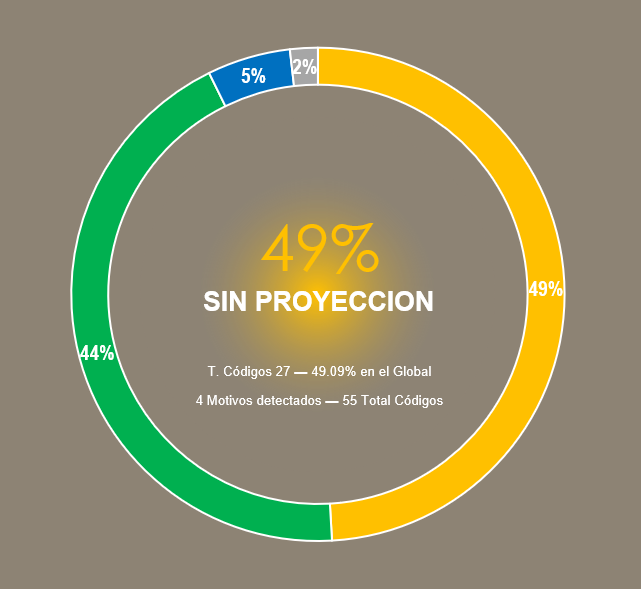 2%
5%
49%
SIN PROYECCION
49%
44%
T. Códigos 27 — 49.09% en el Global
4 Motivos detectados — 55 Total Códigos